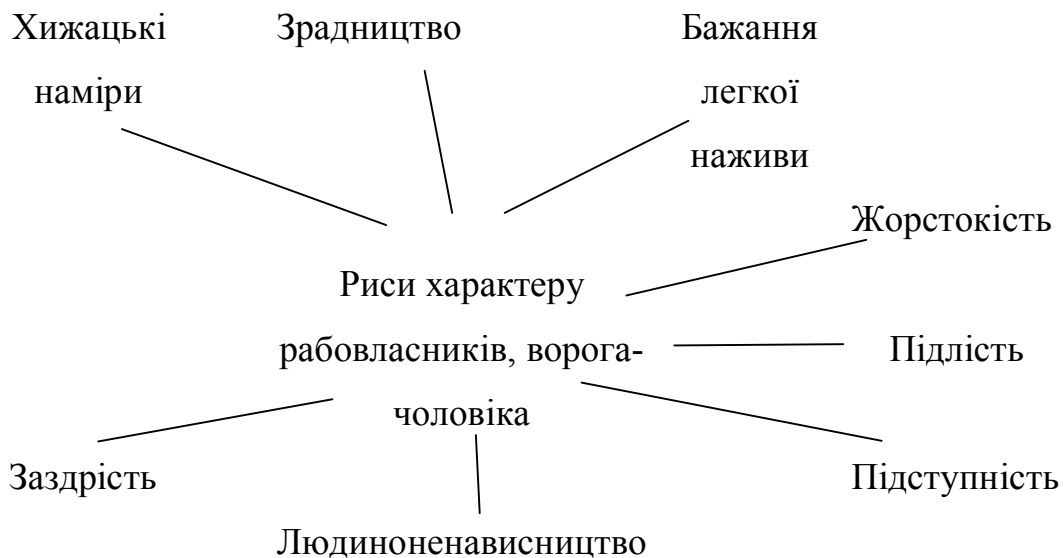 Хижацькі
наміри
Зрадництво
Бажання
легкої
наживи
Жорстокість
Риси характеру
рабовласників, ворога-
чоловіка
Підлість
Заздрість
Підступність
Людиноненависництво